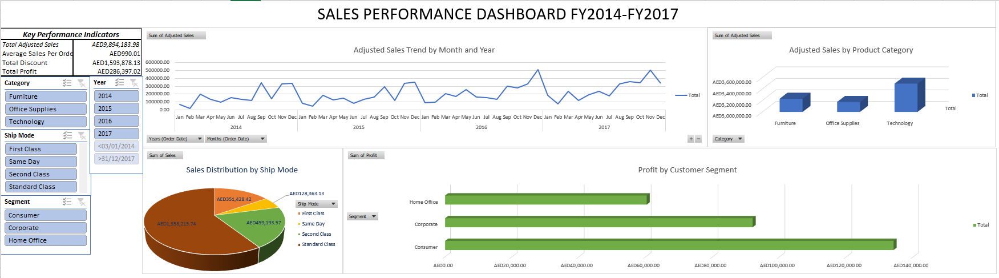 SALES PERFORMANCE DASHBOARD FY2014-FY2017
Key Performance Indicators
Total Adjusted Sales AED9,894,183.98
Average Sales Per Orde AED990.01
Total Discount AED1,593,878.13
Total Profit AED286,397.02
Category
Furniture
Office Supplies
Technology
Ship Mode
First Class
Same Day
Second Class
Standard Class
Segment
Consumer
Corporate
Home Office
Year
2014
2015
2016
2017
<03/01/2014
>31/12/2017
Sum of Adjusted Sales
Adjusted Sales Trend by Month and Year
600000.00
500000.00
400000.00
300000.00
200000.00
100000.00
0.00
Jan Feb Mar Apr May Jun Jul Aug Sep Oct Nov Dec Jan Feb Mar Apr May Jun Jul Aug Sep Oct Nov Dec Jan Feb Mar Apr May Jun Jul Aug Sep Oct Nov Dec Jan Feb Mar Apr May Jun Jul Aug Sep Oct Nov Dec
2014 2015 2016 2017
Total
Years (Order Date) Months (Order Date)
Sum of Adjusted Sales
Adjusted Sales by Product Category
AED3,600,000.00
AED3,400,000.00
AED3,200,000.00
AED3,000,000.00
Total
Total
Furniture Office Supplies Technology
Category
Sum of Sales
Sales Distribution by Ship Mode
AED351,428.42
AED128,363.13
AED459,193.57
AED1,358,215.74
Ship Mode
First Class
Same Day
Second Class
Standard Class
Sum of Profit
Profit by Customer Segment
Segment
Home Office
Corporate
Consumer
Total
AED0.00 AED20,000.00 AED40,000.00 AED60,000.00 AED80,000.00 AED100,000.00 AED120,000.00 AED140,000.00